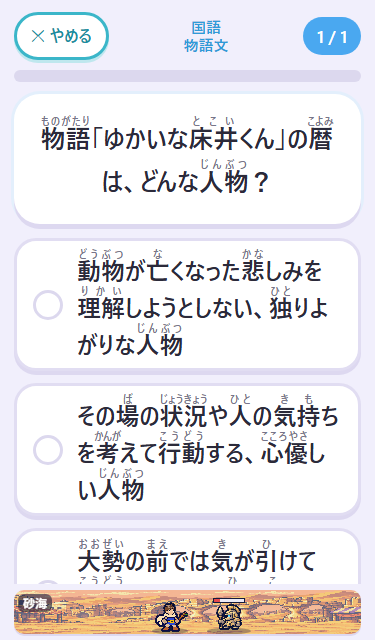 × やめる
国語
物語文
1 / 1
物語「ゆかいな床井くん」の暦
は、どんな人物？
動物が亡くなった悲しみを
理解しようとしない、独りよ
がりな人物
その場の状況や人の気持ち
を考えて行動する、心優し
い人物
大勢の前では気が引けて
砂海